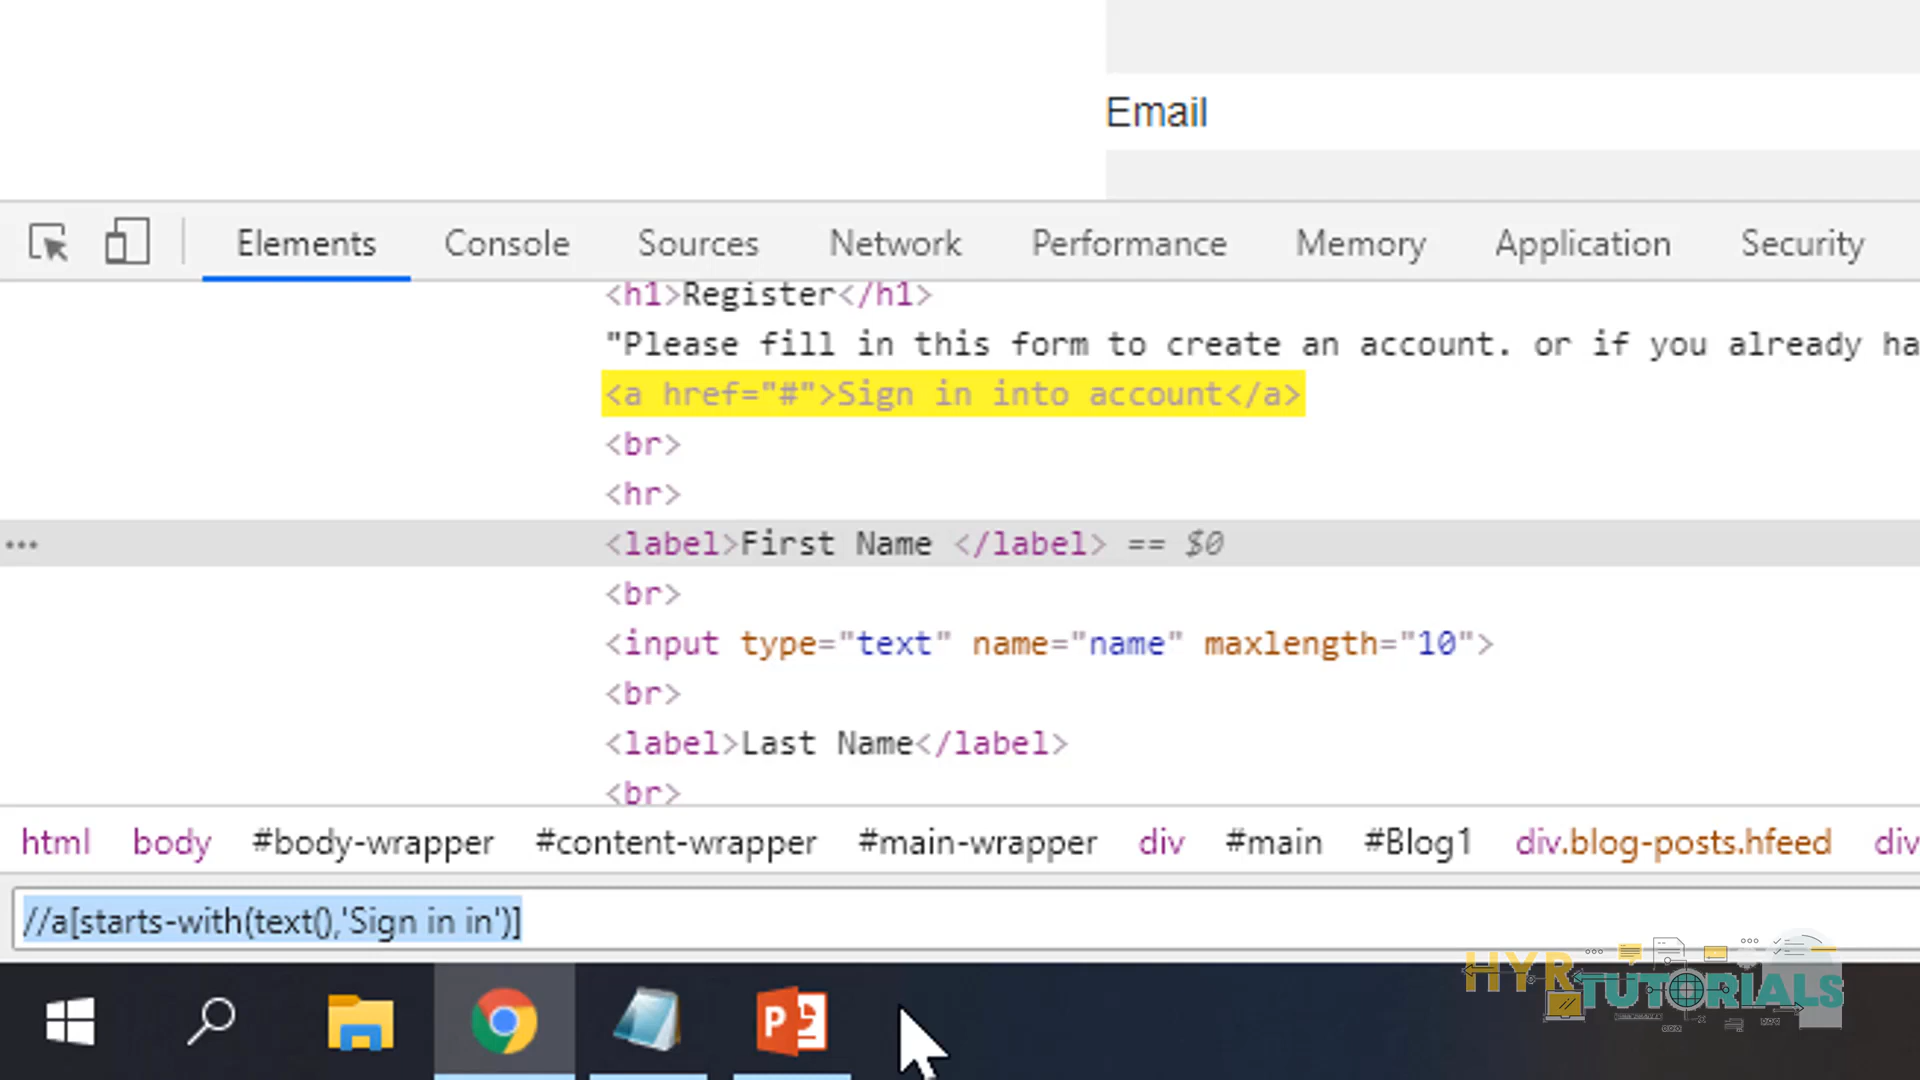 Email
Elements Console Sources Network Performance Memory Application Security
<h1>Register</h1>
"Please fill in this form to create an account. or if you already ha
<a href="#">Sign in into account</a>
<br>
<hr>
... <label>First Name </label> == $0
<br>
<input type="text" name="name" maxlength="10">
<br>
<label>Last Name</label>
<br>
html body #body-wrapper #content-wrapper #main-wrapper div #main #Blog1 div.blog-posts.hfeed div
//a[starts-with(text(),'Sign in in')]
HYR TUTORIALS